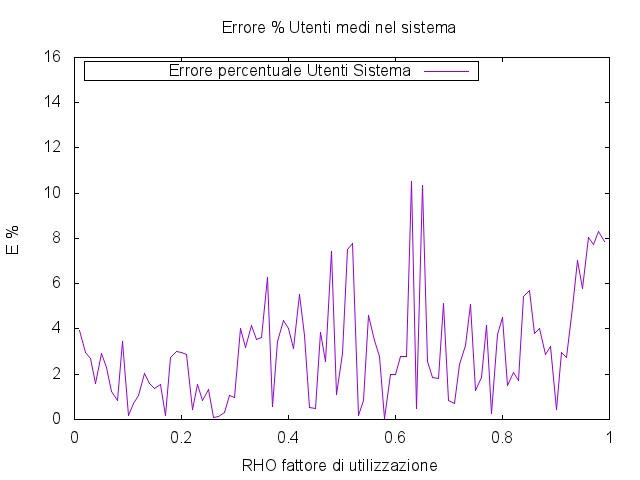 Errore % Utenti medi nel sistema
Errore percentuale Utenti Sistema
16
14
12
10
8
6
4
2
0
E %
0 0.2 0.4 0.6 0.8 1
RHO fattore di utilizzazione